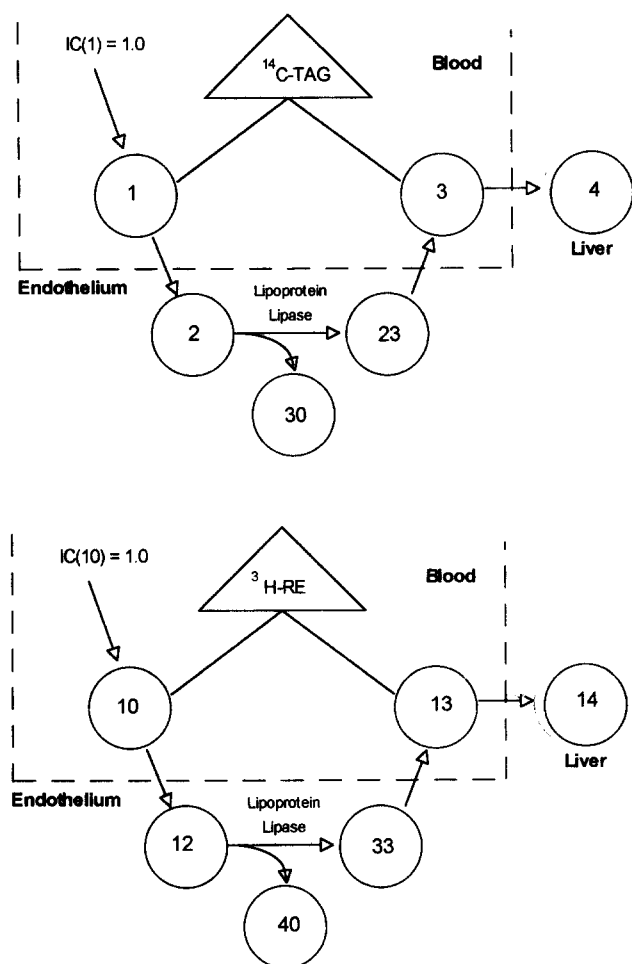 IC(1) = 1.0
14C-TAG
Blood
1
3
4
Liver
Endothelium
Lipoprotein
Lipase
2
23
30
IC(10) = 1.0
3 H-RE
Blood
10
13
14
Liver
Endothelium
Lipoprotein
Lipase
12
33
40